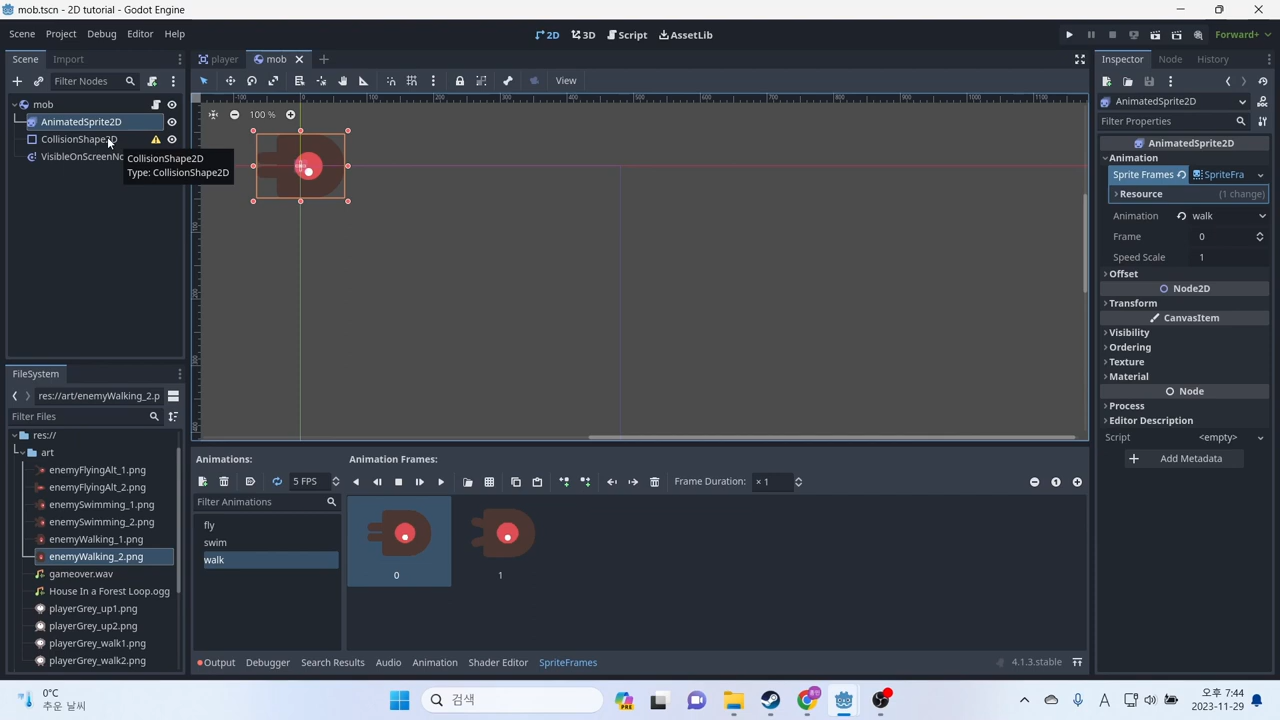 mob.tscn - 2D tutorial - Godot Engine
Scene Project Debug Editor Help
2D 3D Script AssetLib
Forward+
Scene Import
player mob
Inspector Node History
Filter Nodes
View
mob
AnimatedSprite2D
CollisionShape2D
VisibleOnScreenNo
CollisionShape2D
Type: CollisionShape2D
100 %
AnimatedSprite2D
Filter Properties
AnimatedSprite2D
Animation
Sprite Frames SpriteFra
Resource (1 change)
Animation walk
Frame 0
Speed Scale 1
Offset
Node2D
Transform
CanvasItem
Visibility
Ordering
Texture
Material
Node
Process
Editor Description
Script <empty>
Add Metadata
FileSystem
res://art/enemyWalking_2.p
Filter Files
res://
art
enemyFlyingAlt_1.png
enemyFlyingAlt_2.png
enemySwimming_1.png
enemySwimming_2.png
enemyWalking_1.png
enemyWalking_2.png
gameover.wav
House In a Forest Loop.ogg
playerGrey_up1.png
playerGrey_up2.png
playerGrey_walk1.png
playerGrey_walk2.png
Animations:
5 FPS
Filter Animations
fly
swim
walk
Animation Frames:
Frame Duration: × 1
0 1
Output Debugger Search Results Audio Animation Shader Editor SpriteFrames
4.1.3.stable
0°C
추운 날씨
검색
PRE
A
오후 7:44
2023-11-29